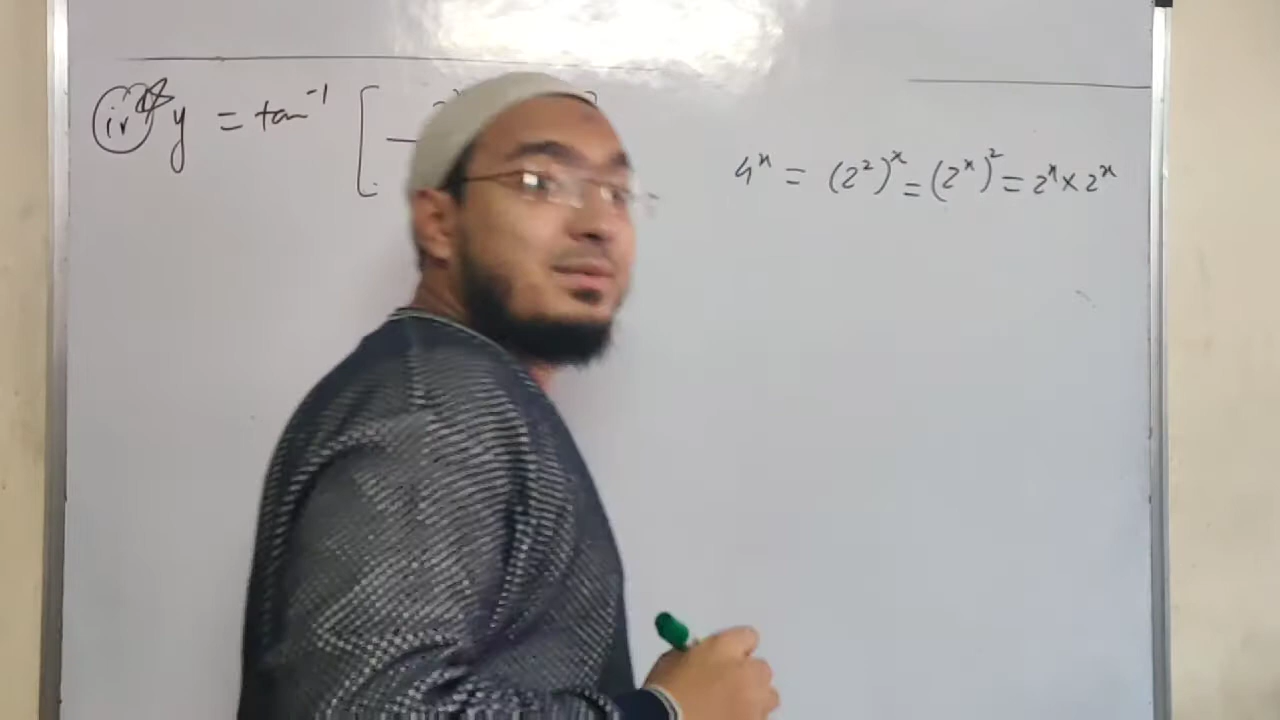 (iv) y = tan⁻¹ [
4ˣ = (2²)ˣ = (2ˣ)² = 2ˣ × 2ˣ